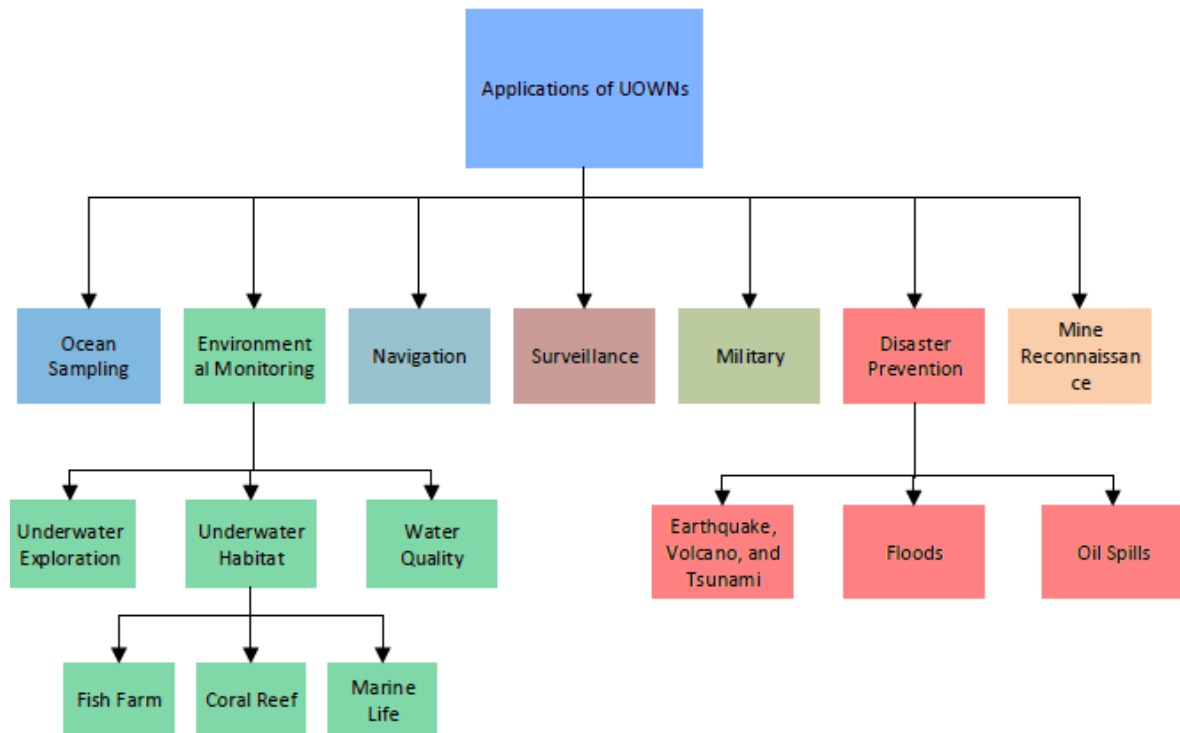 Applications of UOWNs
Ocean
Sampling
Environment
al Monitoring
Navigation
Surveillance
Military
Disaster
Prevention
Mine
Reconnaissan
ce
Underwater
Exploration
Underwater
Habitat
Water
Quality
Earthquake,
Volcano, and
Tsunami
Floods
Oil Spills
Fish Farm
Coral Reef
Marine
Life